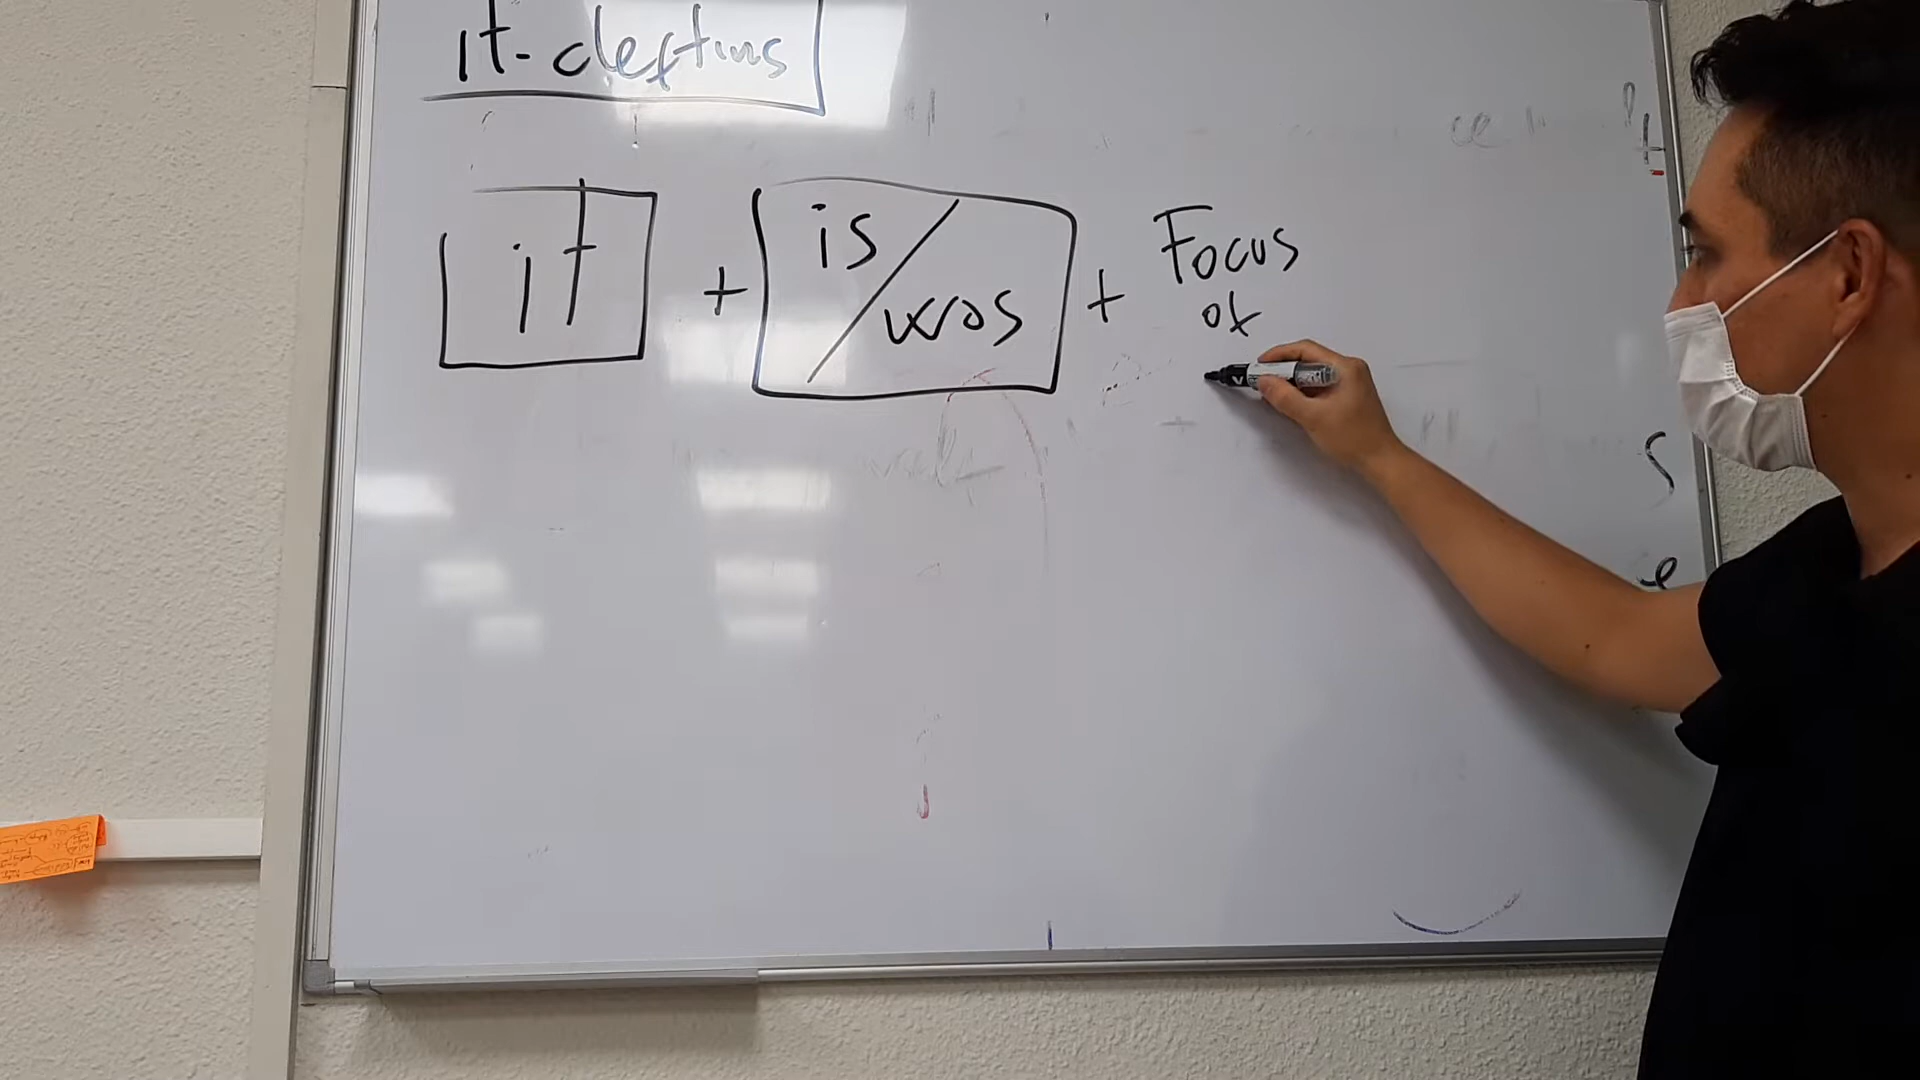 it-clefting
it + is/was + Focus
of